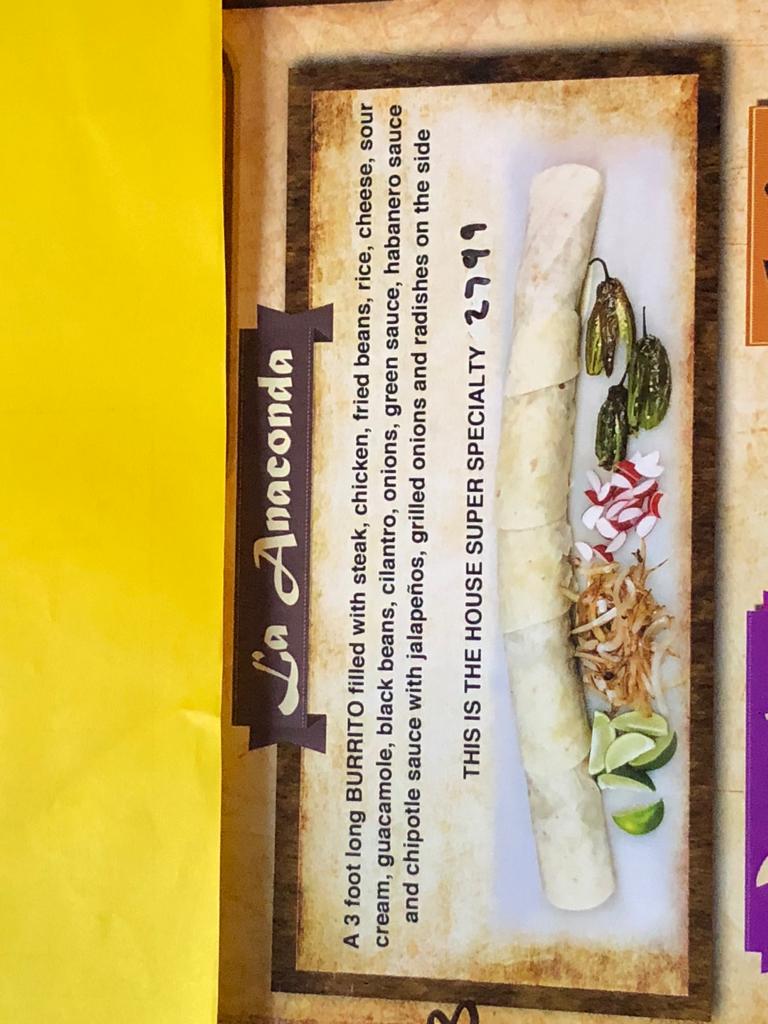 La Anaconda
A 3 foot long BURRITO filled with steak, chicken, fried beans, rice, cheese, sour
cream, guacamole, black beans, cilantro, onions, green sauce, habanero sauce
and chipotle sauce with jalapeños, grilled onions and radishes on the side
THIS IS THE HOUSE SUPER SPECIALTY 2799